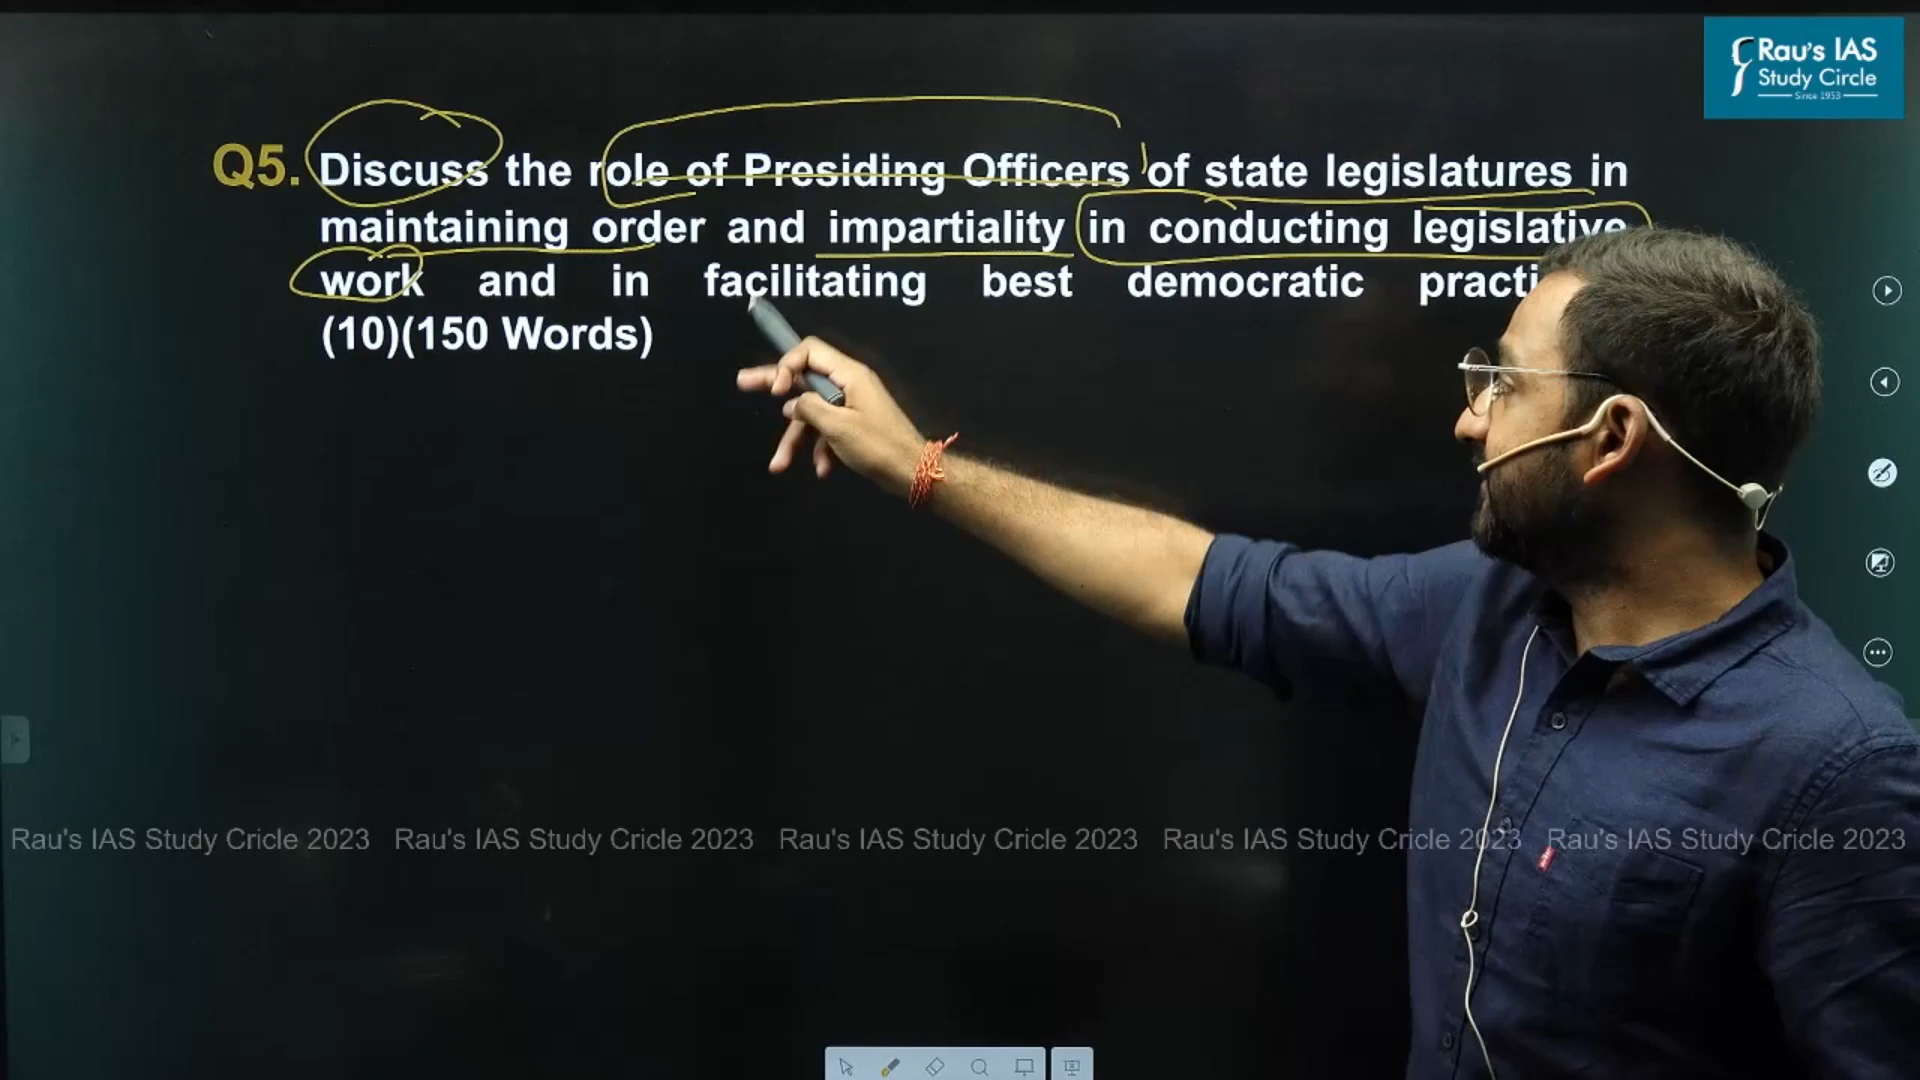 Rau's IAS
Study Circle
Since 1953
Q5. Discuss the role of Presiding Officers of state legislatures in
maintaining order and impartiality in conducting legislative
work and in facilitating best democratic
(10)(150 Words)
Rau's IAS Study Cricle 2023 Rau's IAS Study Cricle 2023 Rau's IAS Study Cricle 2023 Rau's IAS Study Cricle 2023 Rau's IAS Study Cricle 2023